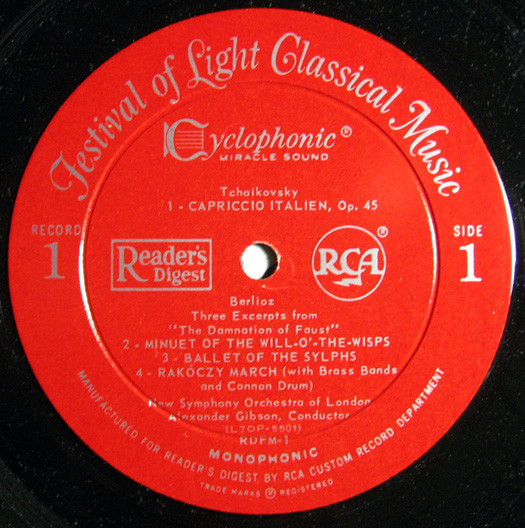 Festival of Light Classical Music
Cyclophonic®
MIRACLE SOUND
Tchaikovsky
1 - CAPRICCIO ITALIEN, Op. 45
RECORD
1
SIDE
1
Reader's
Digest
RCA®
Berlioz
Three Excerpts from
"The Damnation of Faust"
2 - MINUET OF THE WILL-O'-THE-WISPS
3 - BALLET OF THE SYLPHS
4 - RAKÓCZY MARCH (with Brass Bands
and Cannon Drum)
New Symphony Orchestra of London
Alexander Gibson, Conductor
(L7OP-5501)
RDFM-1
MONOPHONIC
MANUFACTURED FOR READER'S DIGEST BY RCA CUSTOM RECORD DEPARTMENT
TRADE MARKS ® REGISTERED